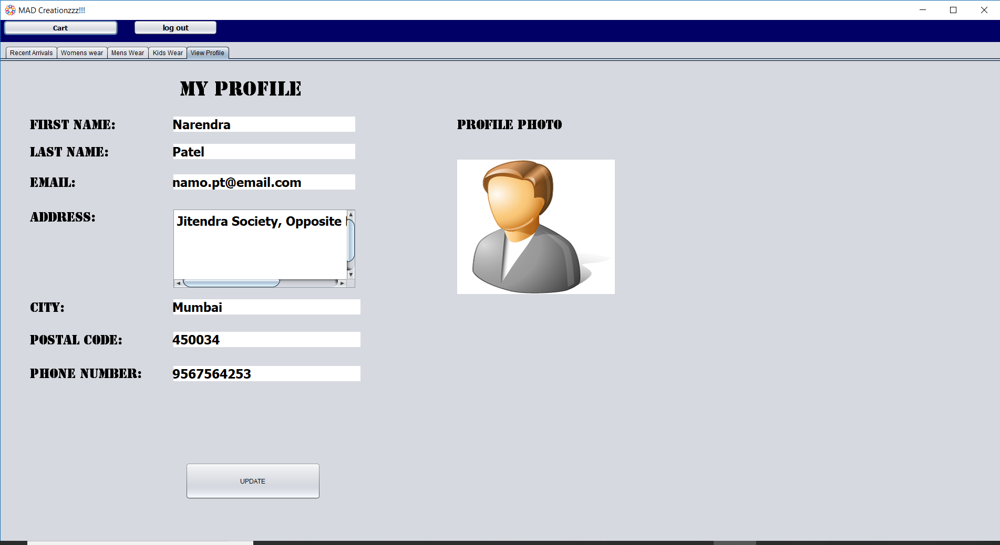 MAD Creationzzz!!!
Cart
log out
Recent Arrivals
Womens wear
Mens Wear
Kids Wear
View Profile
MY PROFILE
FIRST NAME:
Narendra
PROFILE PHOTO
LAST NAME:
Patel
EMAIL:
namo.pt@email.com
ADDRESS:
Jitendra Society, Opposite
CITY:
Mumbai
POSTAL CODE:
450034
PHONE NUMBER:
9567564253
UPDATE